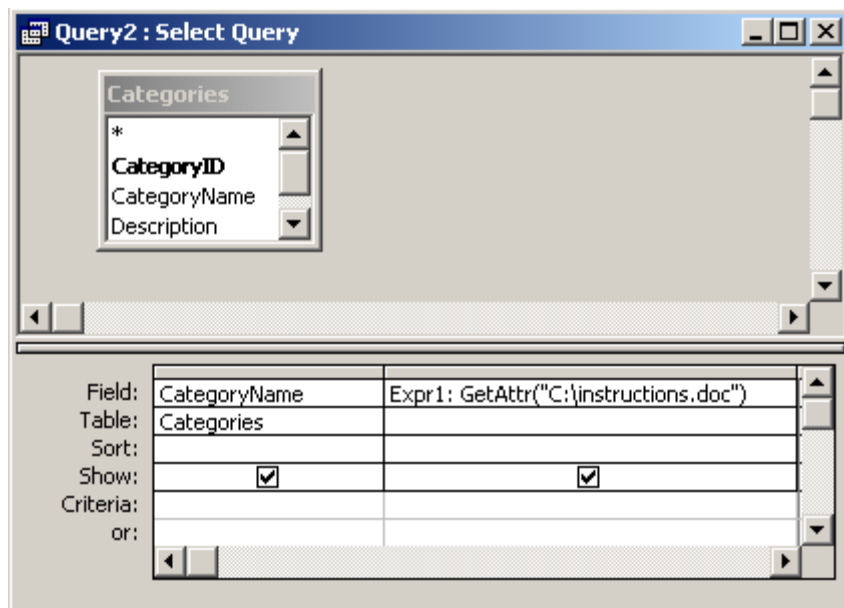 Query2 : Select Query
Categories
*
CategoryID
CategoryName
Description
Field: CategoryName Expr1: GetAttr("C:\instructions.doc")
Table: Categories
Sort:
Show:
Criteria:
or: